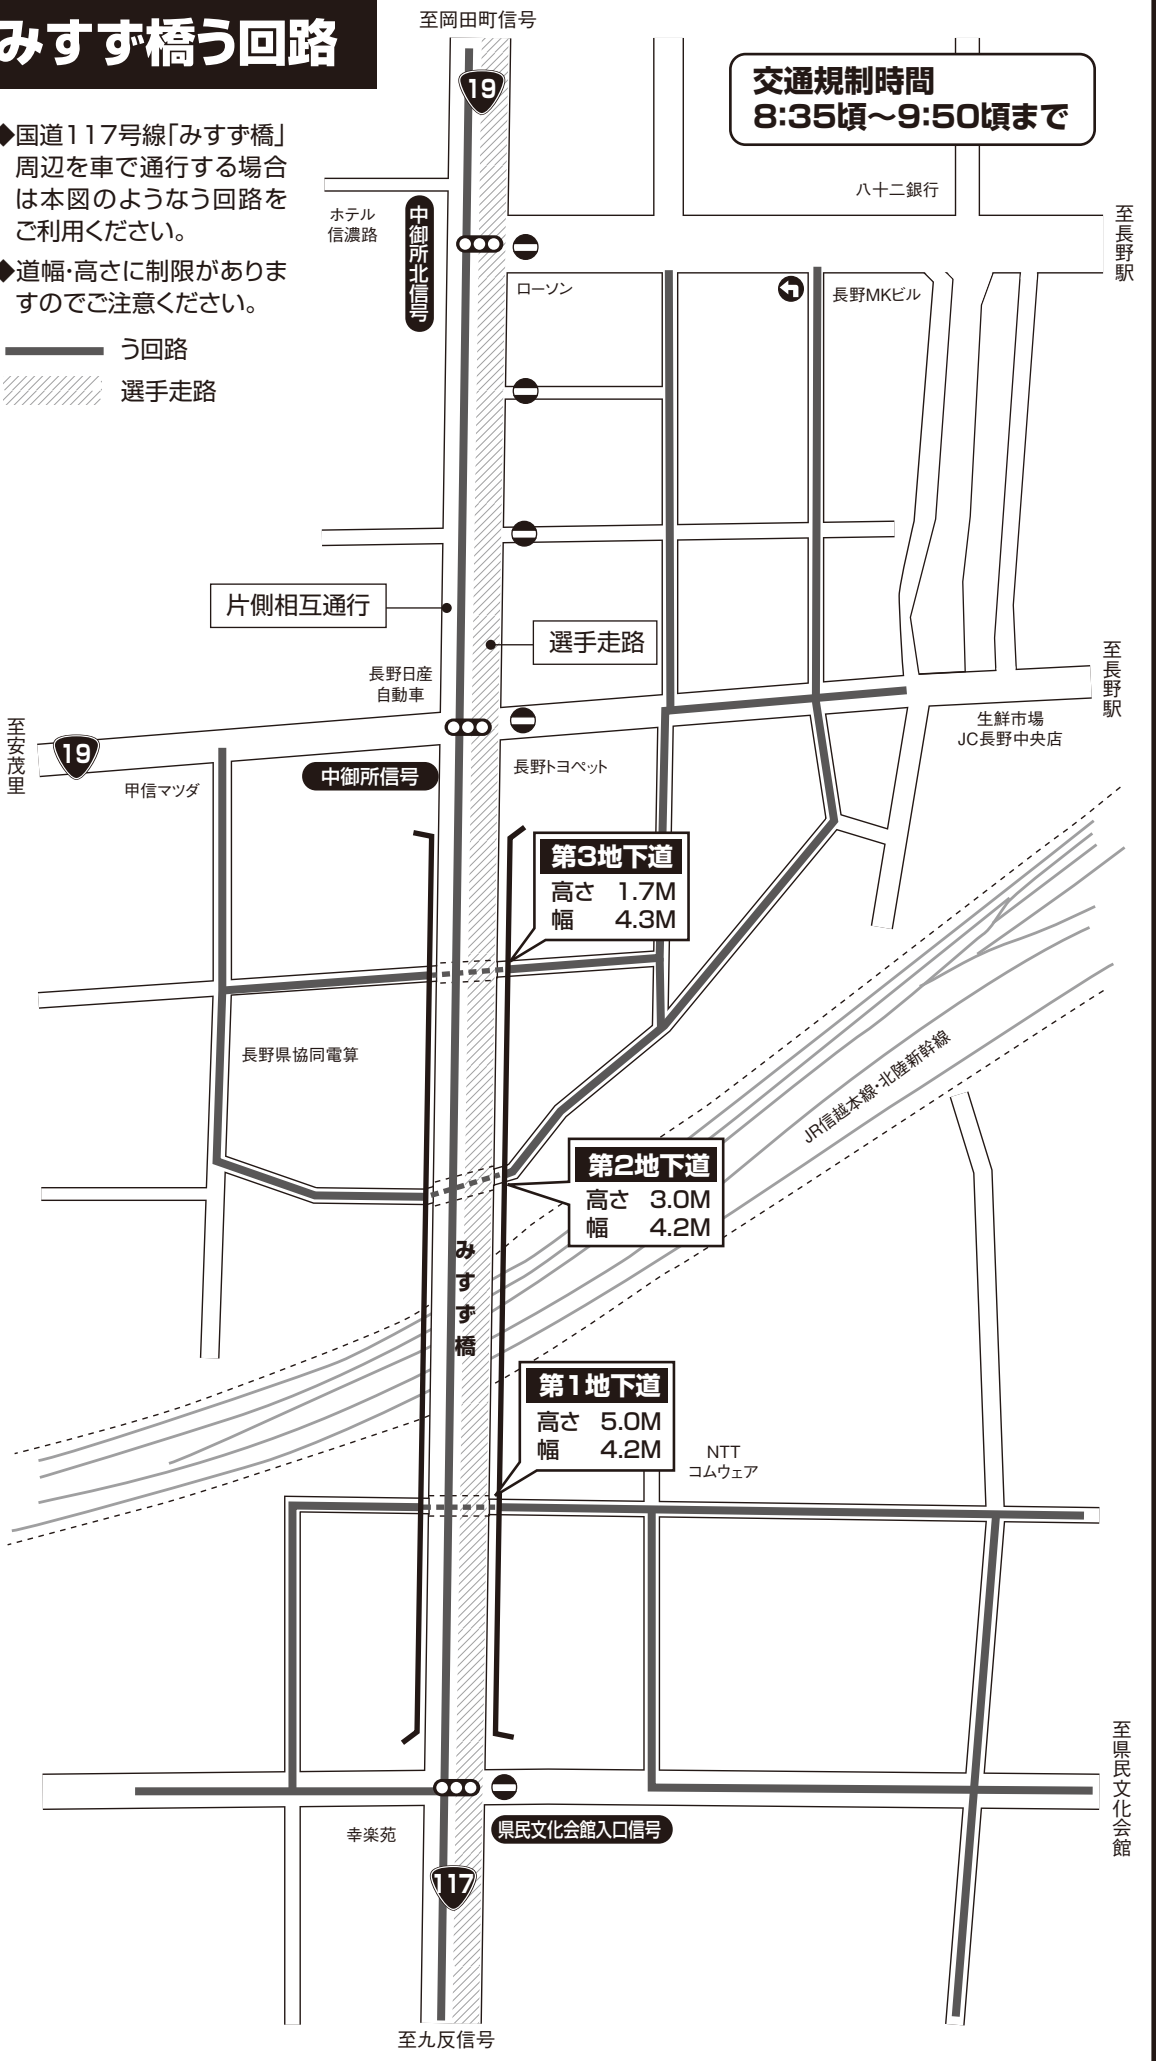 みすず橋う回路
至岡田町信号
19
交通規制時間
8:35頃〜9:50頃まで
◆国道117号線「みすず橋」
周辺を車で通行する場合
は本図のようなう回路を
ご利用ください。
◆道幅・高さに制限がありま
すのでご注意ください。
う回路
選手走路
ホテル
信濃路
中御所北信号
八十二銀行
至長野駅
ローソン
長野MKビル
片側相互通行
選手走路
長野日産
自動車
至長野駅
生鮮市場
JC長野中央店
至安茂里
19
甲信マツダ
中御所信号
長野トヨペット
第3地下道
高さ 1.7M
幅 4.3M
長野県協同電算
JR信越本線・北陸新幹線
第2地下道
高さ 3.0M
幅 4.2M
みすず橋
第1地下道
高さ 5.0M
幅 4.2M
NTT
コムウェア
至県民文化会館
幸楽苑
県民文化会館入口信号
117
至九反信号